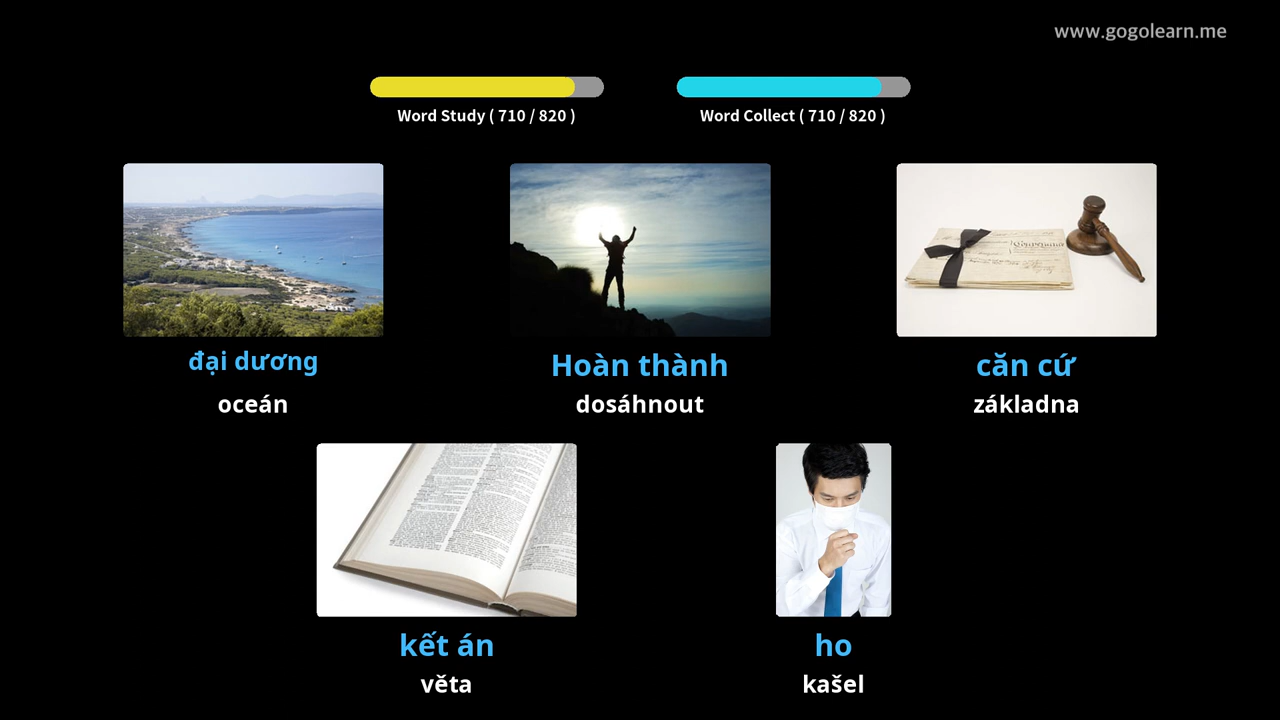 www.gogolearn.me
Word Study ( 710 / 820 )
Word Collect ( 710 / 820 )
đại dương
oceán
Hoàn thành
dosáhnout
căn cứ
základna
kết án
věta
ho
kašel